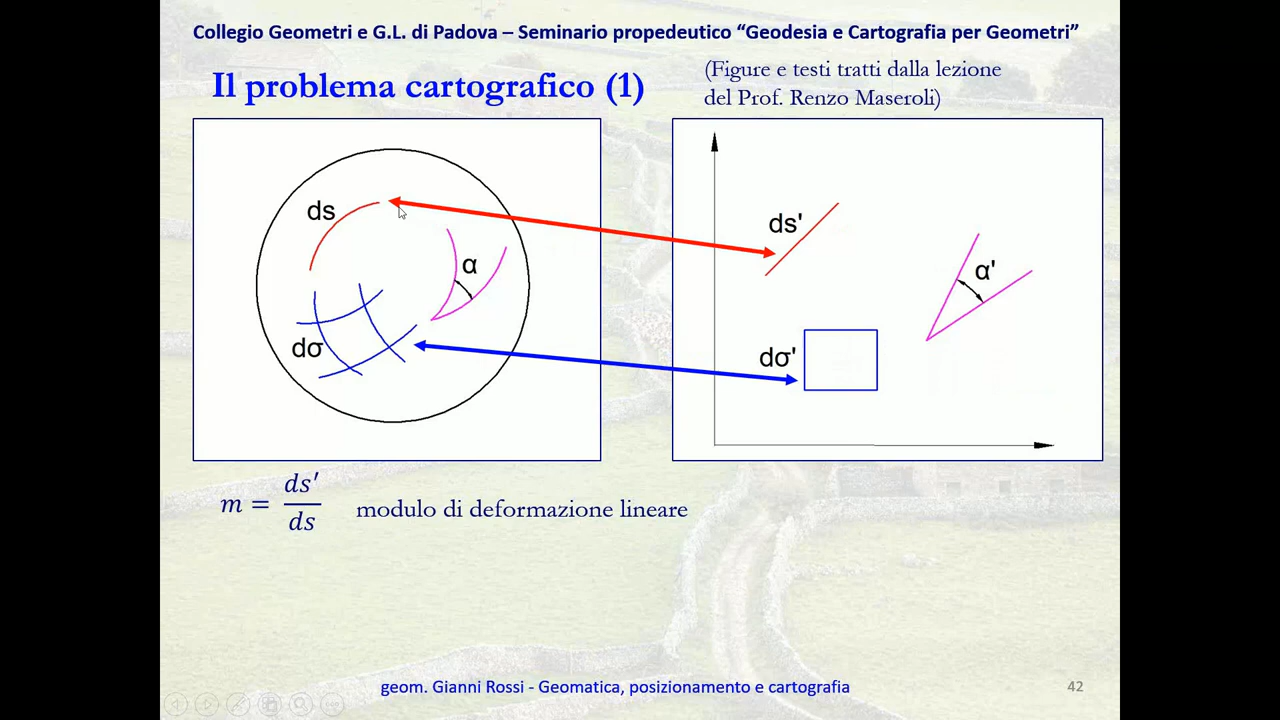 Collegio Geometri e G.L. di Padova – Seminario propedeutico “Geodesia e Cartografia per Geometri”
Il problema cartografico (1)
(Figure e testi tratti dalla lezione
del Prof. Renzo Maseroli)
ds
α
dσ
ds'
α'
dσ'
m = ds′/ds
modulo di deformazione lineare
geom. Gianni Rossi - Geomatica, posizionamento e cartografia
42